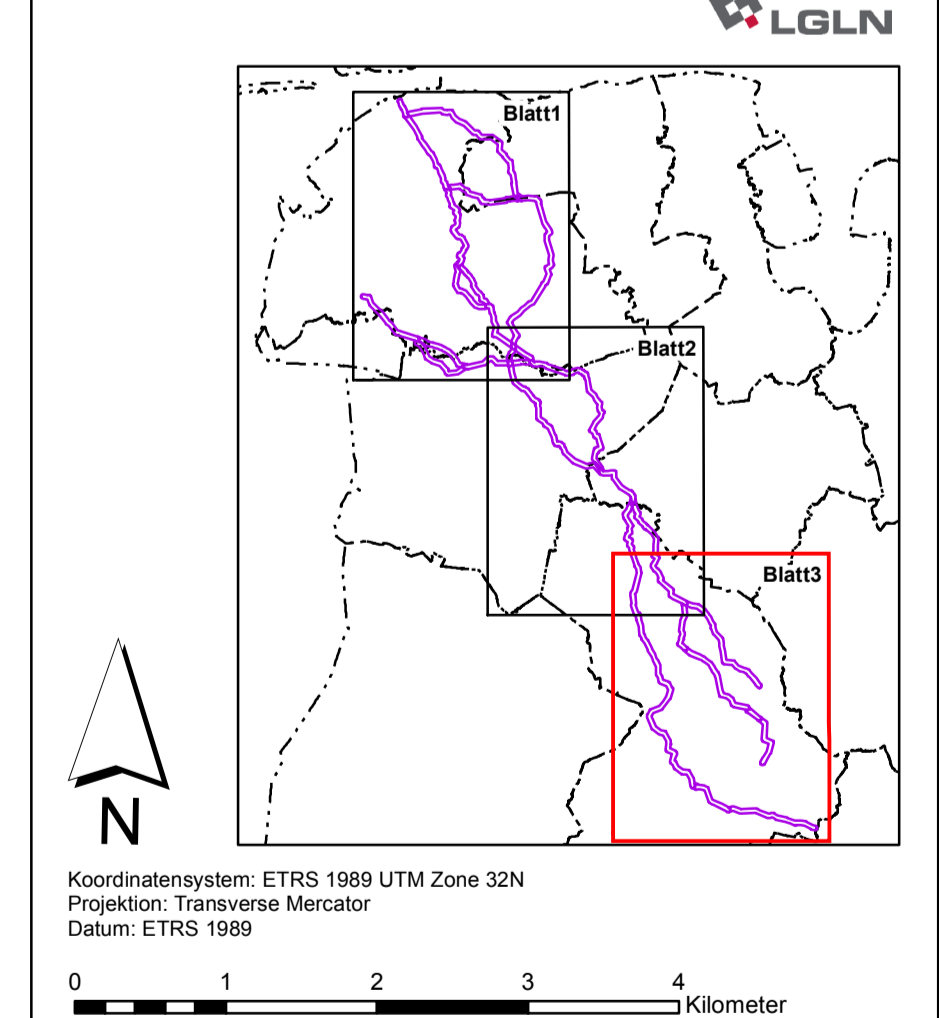 LGLN
Blatt1
Blatt2
Blatt3
N
Koordinatensystem: ETRS 1989 UTM Zone 32N
Projektion: Transverse Mercator
Datum: ETRS 1989
0 1 2 3 4
Kilometer